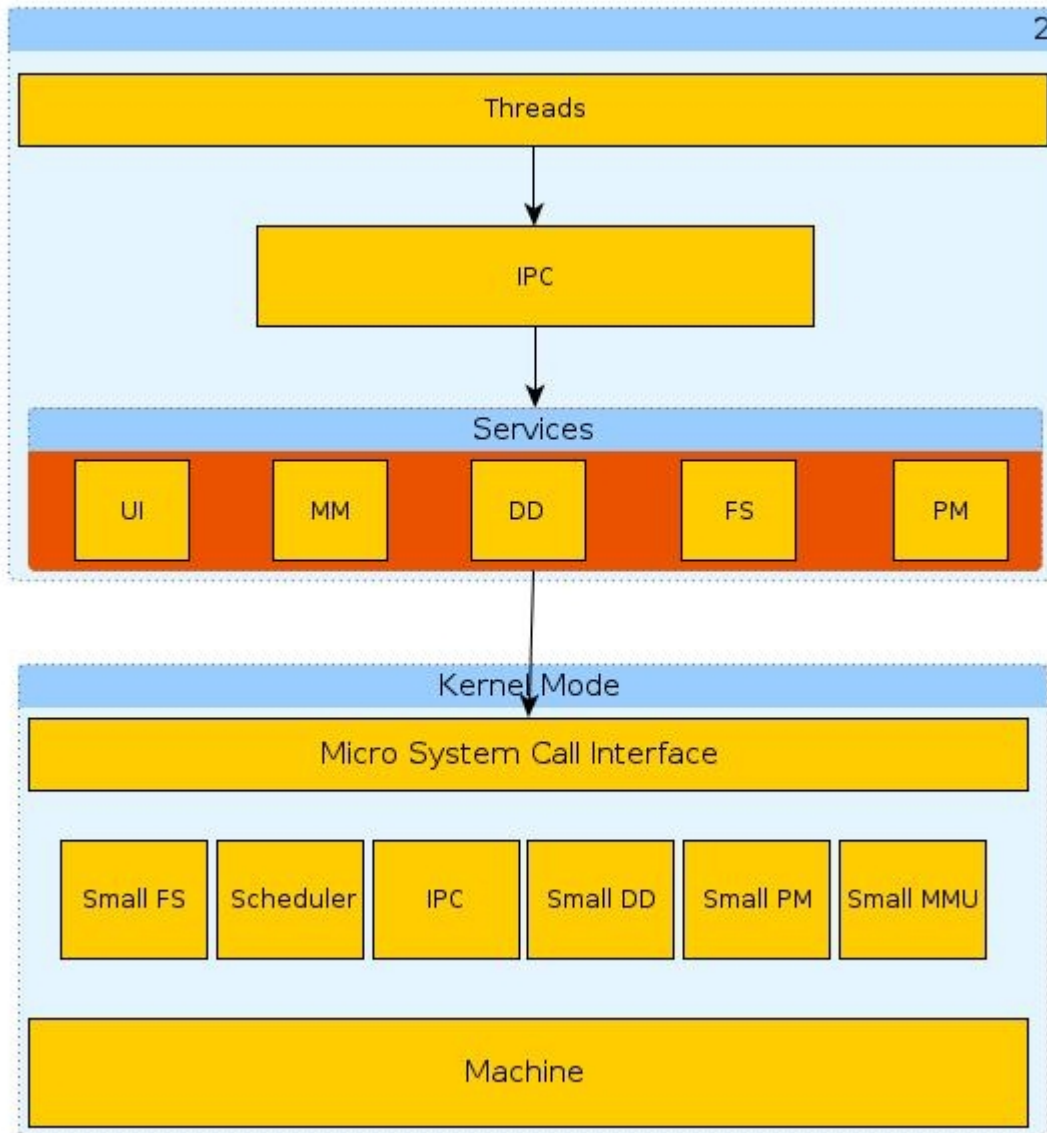 2
Threads
IPC
Services
UI MM DD FS PM
Kernel Mode
Micro System Call Interface
Small FS Scheduler IPC Small DD Small PM Small MMU
Machine